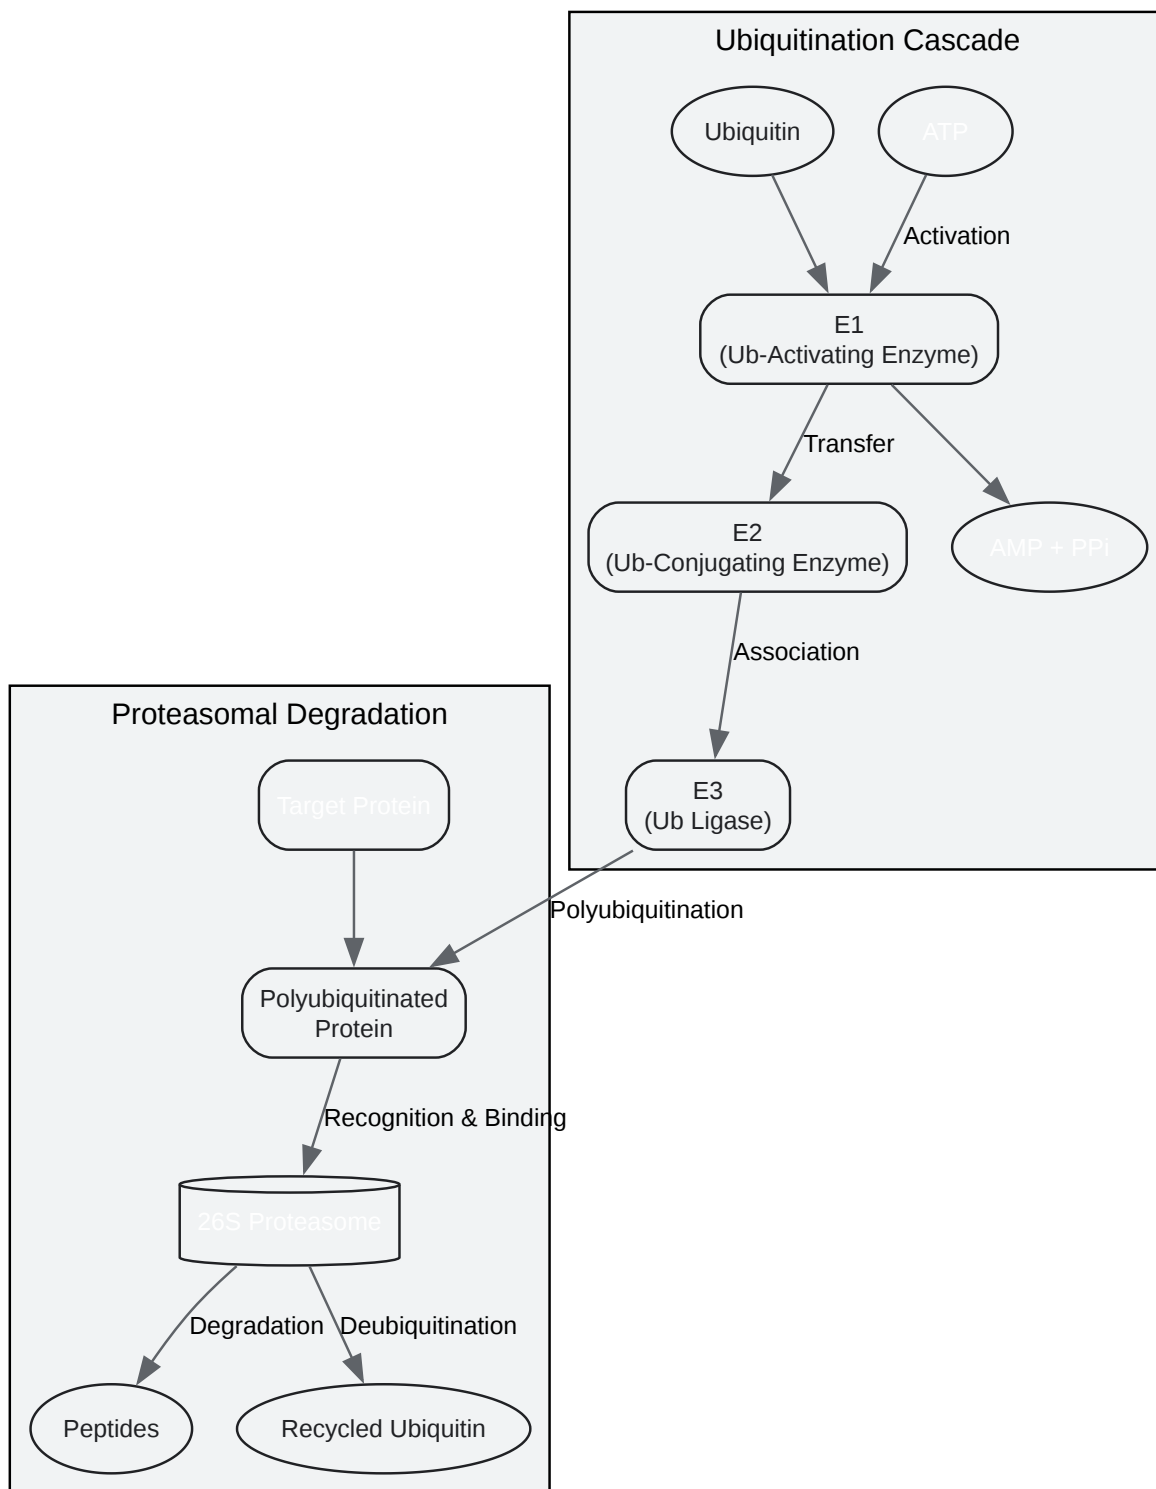 Ubiquitination Cascade
Ubiquitin
ATP
Activation
E1
(Ub-Activating Enzyme)
Transfer
E2
(Ub-Conjugating Enzyme)
AMP + PPi
Association
Proteasomal Degradation
Target Protein
E3
(Ub Ligase)
Polyubiquitination
Polyubiquitinated
Protein
Recognition & Binding
26S Proteasome
Degradation
Deubiquitination
Peptides
Recycled Ubiquitin